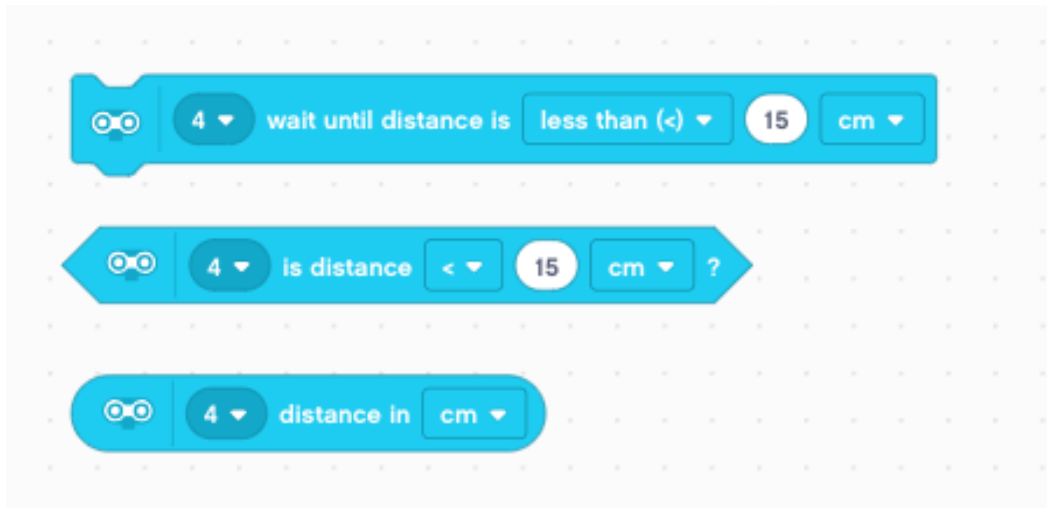 4 wait until distance is less than (<) 15 cm
4 is distance < 15 cm ?
4 distance in cm